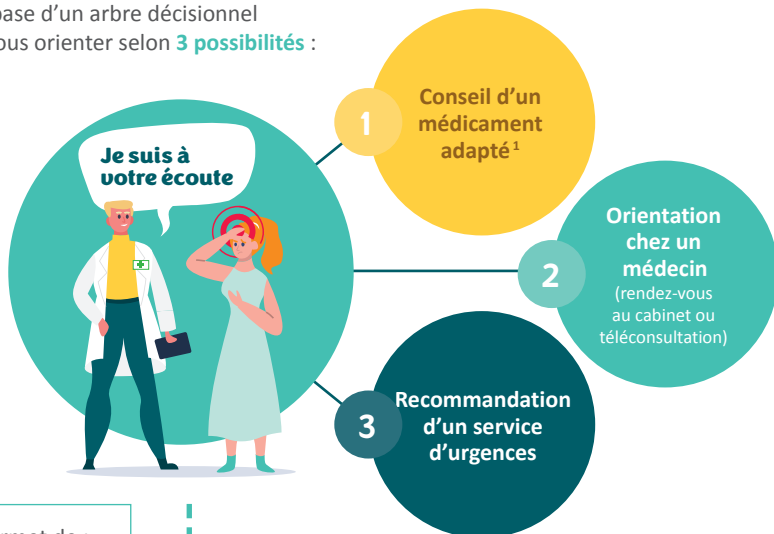 base d’un arbre décisionnel
ous orienter selon 3 possibilités :
Je suis à
votre écoute
1
Conseil d’un
médicament
adapté ¹
2
Orientation
chez un
médecin
(rendez-vous
au cabinet ou
téléconsultation)
3
Recommandation
d’un service
d’urgences